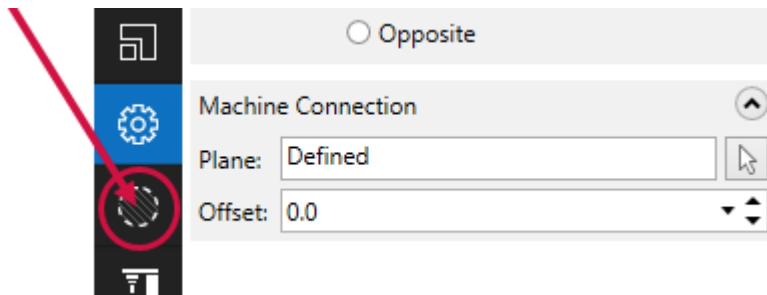 Opposite
Machine Connection
Plane: Defined
Offset: 0.0